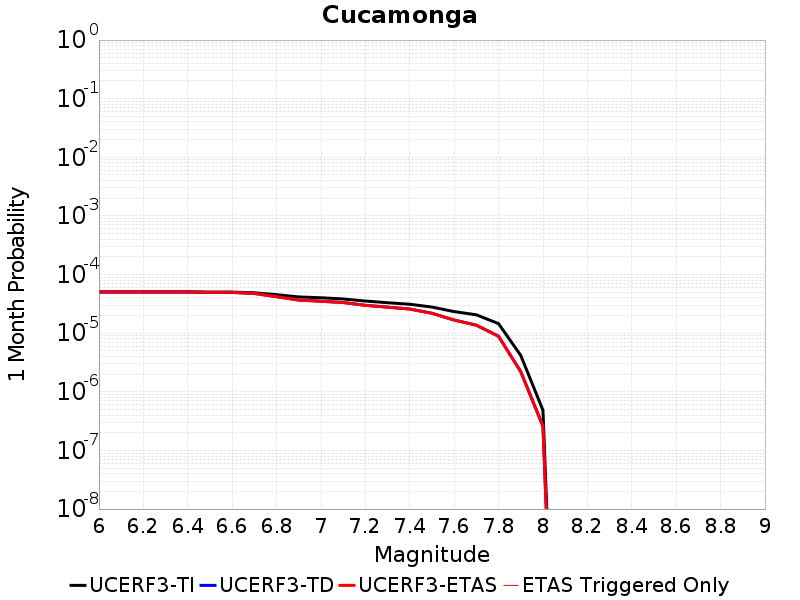 Cucamonga
10^0
10^-1
10^-2
10^-3
10^-4
10^-5
10^-6
10^-7
10^-8
1 Month Probability
6 6.2 6.4 6.6 6.8 7 7.2 7.4 7.6 7.8 8 8.2 8.4 8.6 8.8 9
Magnitude
UCERF3-TI UCERF3-TD UCERF3-ETAS ETAS Triggered Only